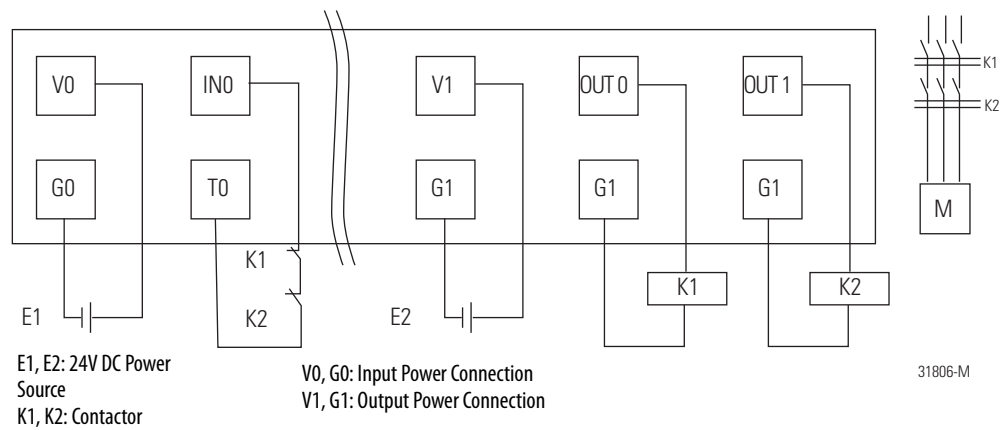 V0
IN0
V1
OUT 0
OUT 1
K1
K2
G0
T0
G1
G1
G1
M
K1
K2
K1
K2
E1
E2
E1, E2: 24V DC Power
Source
K1, K2: Contactor
V0, G0: Input Power Connection
V1, G1: Output Power Connection
31806-M